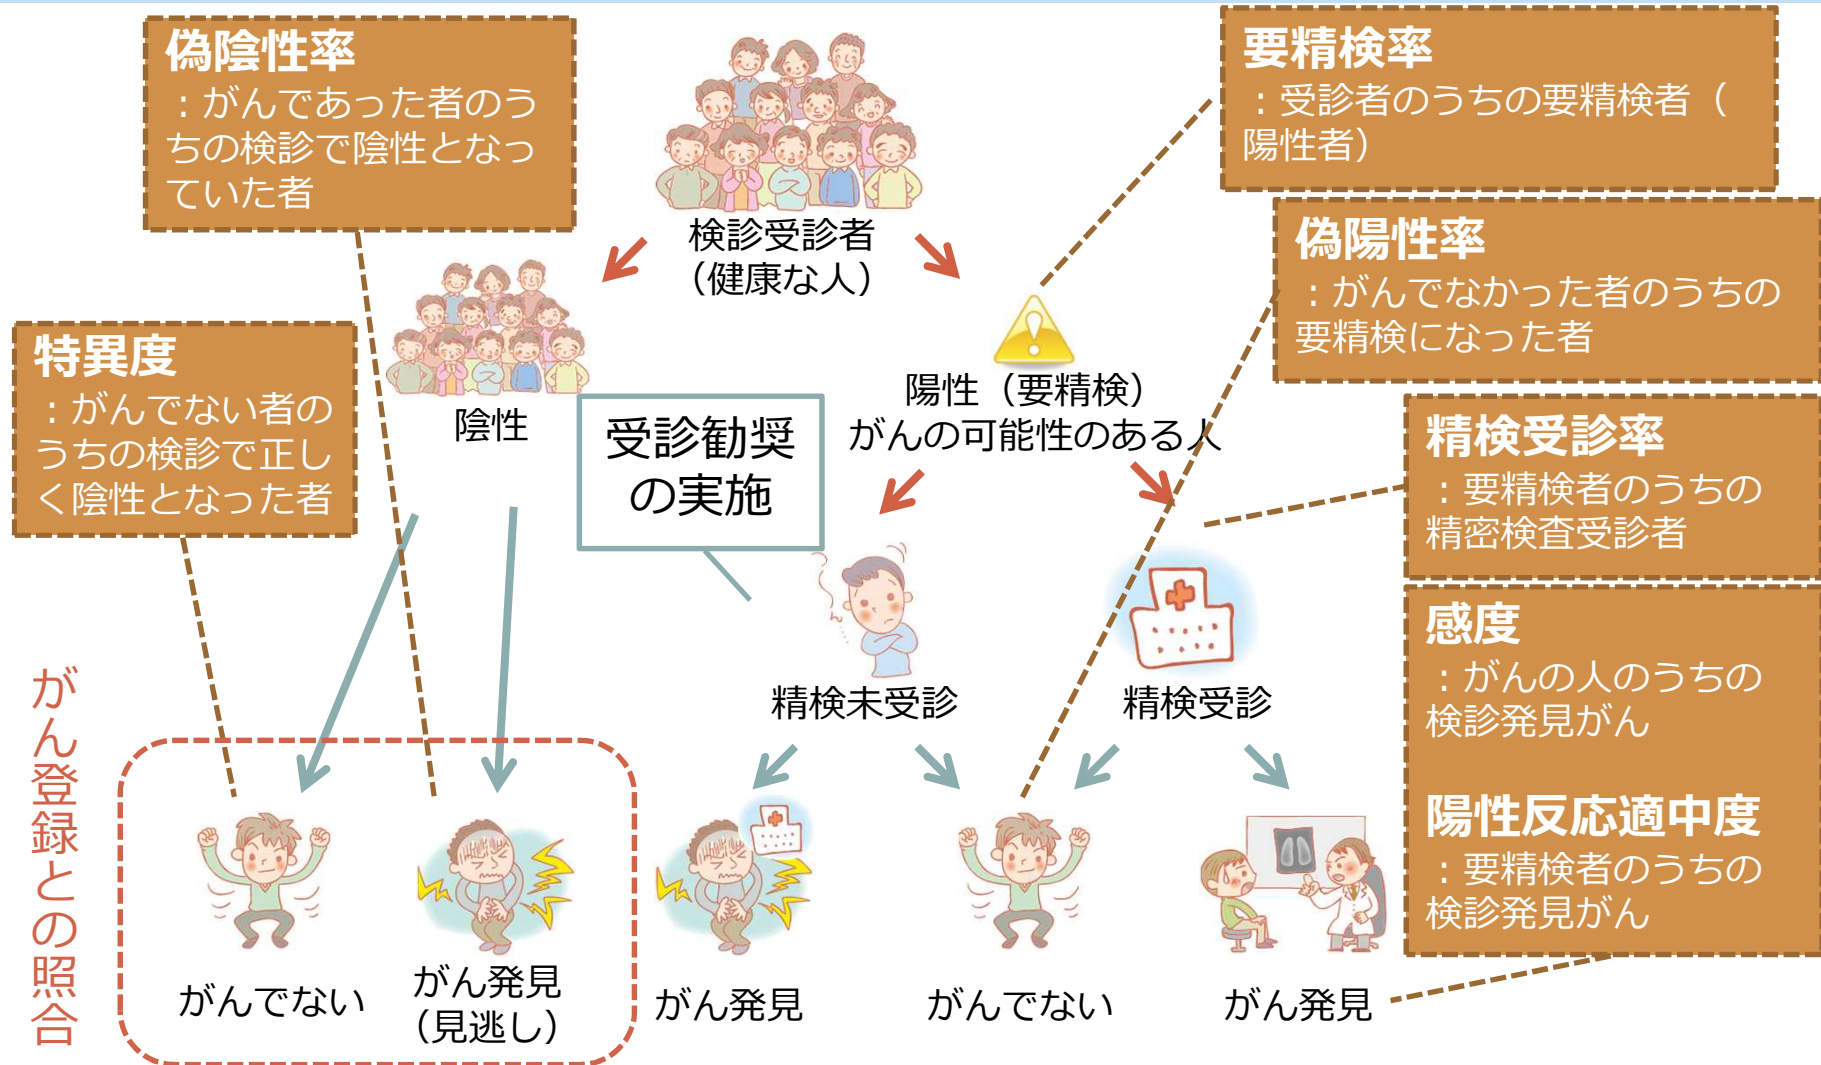 偽陰性率
：がんであった者のう
ちの検診で陰性となっ
ていた者
要精検率
：受診者のうちの要精検者（
陽性者）
検診受診者
（健康な人）
偽陽性率
：がんでなかった者のうちの
要精検になった者
特異度
：がんでない者の
うちの検診で正し
く陰性となった者
陰性
受診勧奨
の実施
陽性（要精検）
がんの可能性のある人
精検受診率
：要精検者のうちの
精密検査受診者
感度
：がんの人のうちの
検診発見がん
陽性反応適中度
：要精検者のうちの
検診発見がん
精検未受診
精検受診
がん登録との照合
がんでない
がん発見
（見逃し）
がん発見
がんでない
がん発見